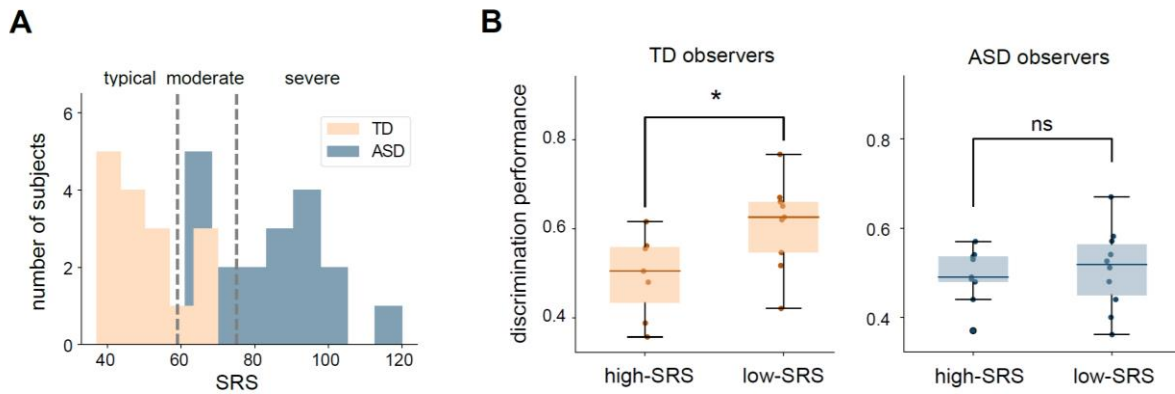 A
typical moderate severe
6
4
2
0
number of subjects
TD
ASD
40 60 80 100 120
SRS
B
TD observers
*
0.8
0.6
0.4
discrimination performance
high-SRS low-SRS
ASD observers
ns
0.8
0.6
0.4
high-SRS low-SRS